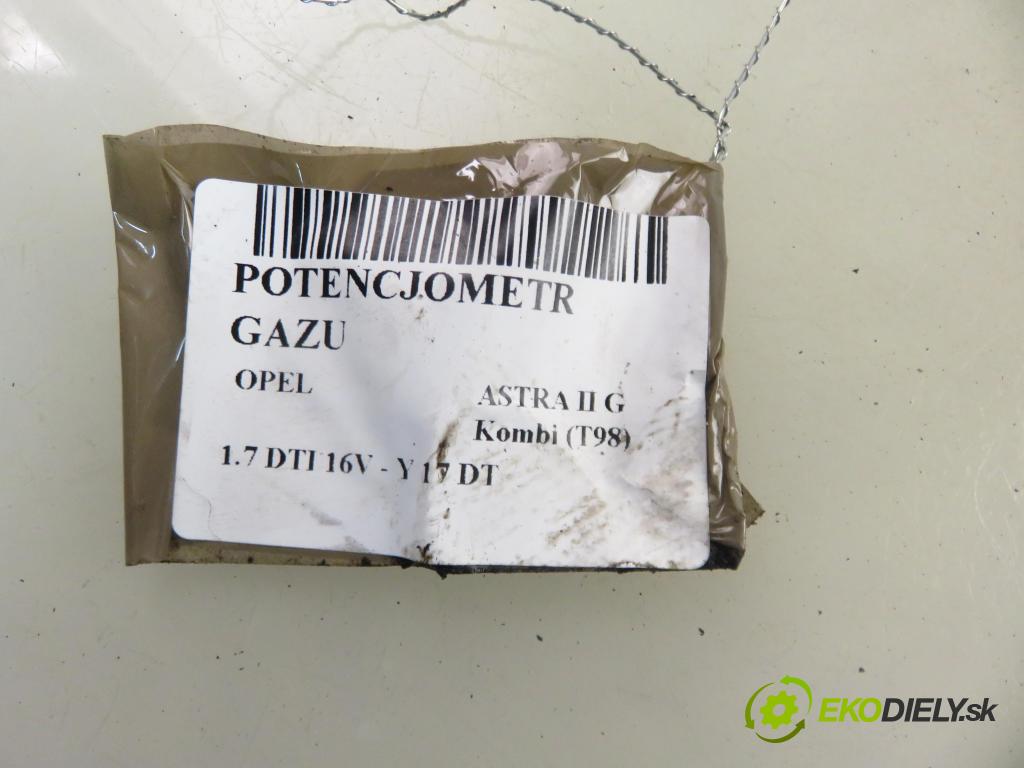 POTENCJOMETR
GAZU
OPEL
ASTRA II G
Kombi (T98)
1.7 DTI 16V - Y 17 DT
EKODIELY.sk